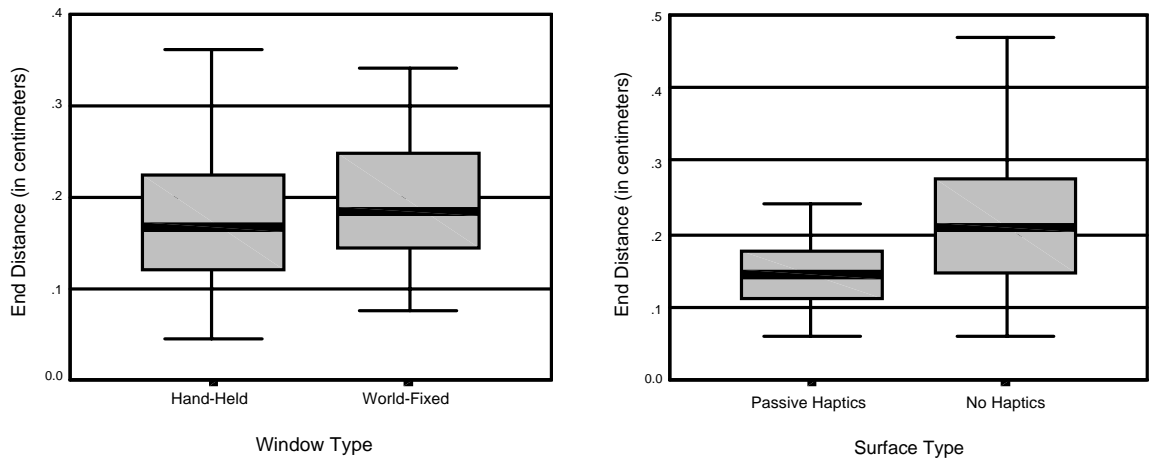 End Distance (in centimeters)
.4
.3
.2
.1
0.0
Hand-Held World-Fixed
Window Type
End Distance (in centimeters)
.5
.4
.3
.2
.1
0.0
Passive Haptics No Haptics
Surface Type